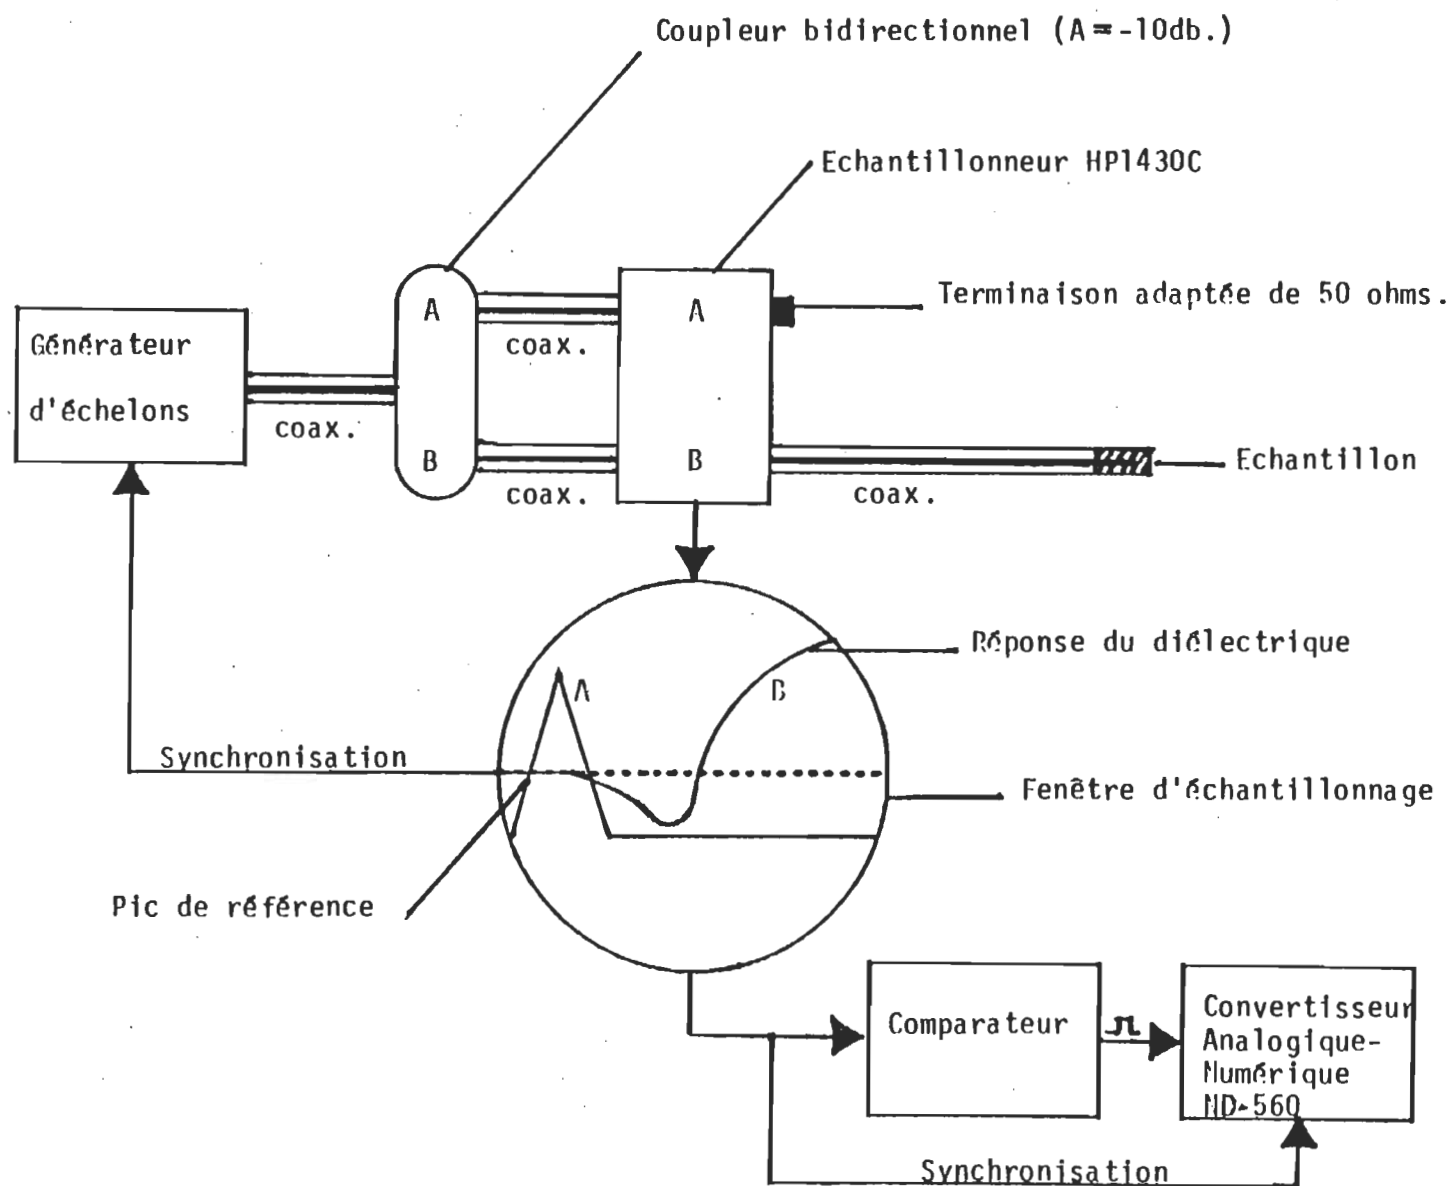 Coupleur bidirectionnel (A=-10db.)
Echantillonneur HP1430C
Terminaison adaptée de 50 ohms.
A
A
Générateur
d'échelons
coax.
coax.
B
B
coax.
coax.
Echantillon
Réponse du diélectrique
A
B
Synchronisation
Fenêtre d'échantillonnage
Pic de référence
Comparateur
Convertisseur
Analogique-
Numérique
ND-560
Synchronisation